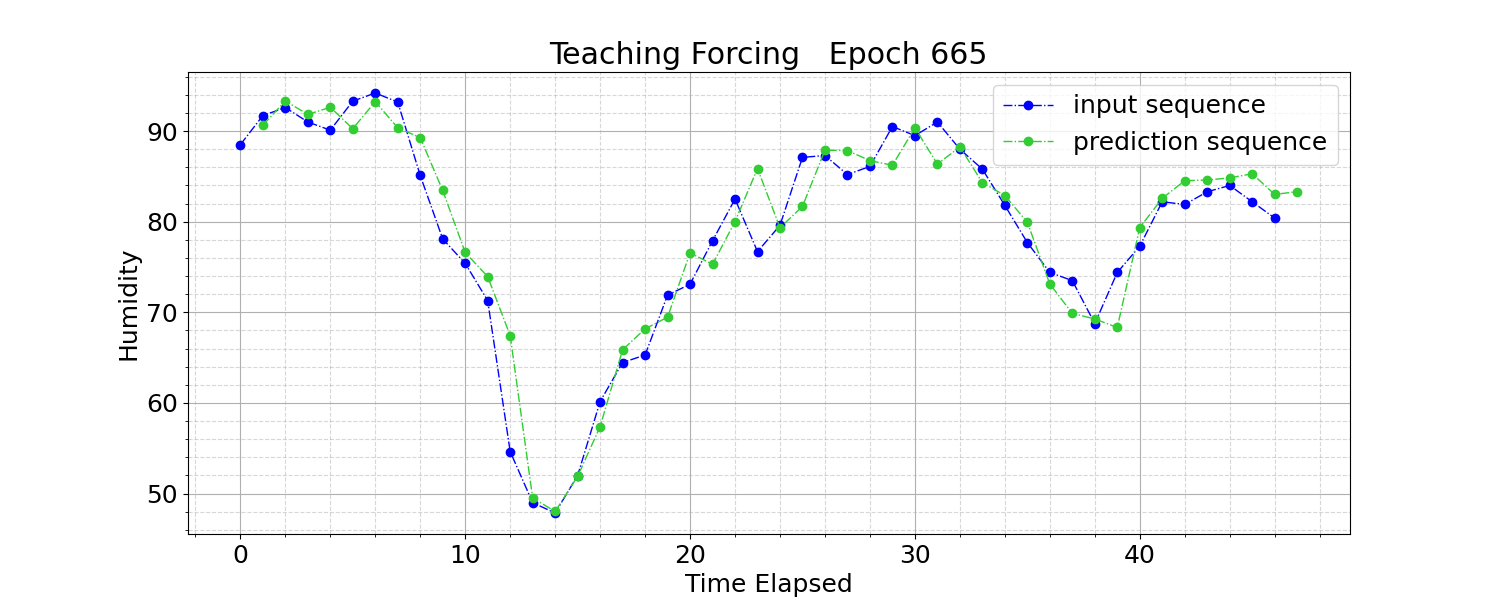 Teaching Forcing   Epoch 665
input sequence
prediction sequence
90
80
70
60
50
Humidity
0 10 20 30 40
Time Elapsed